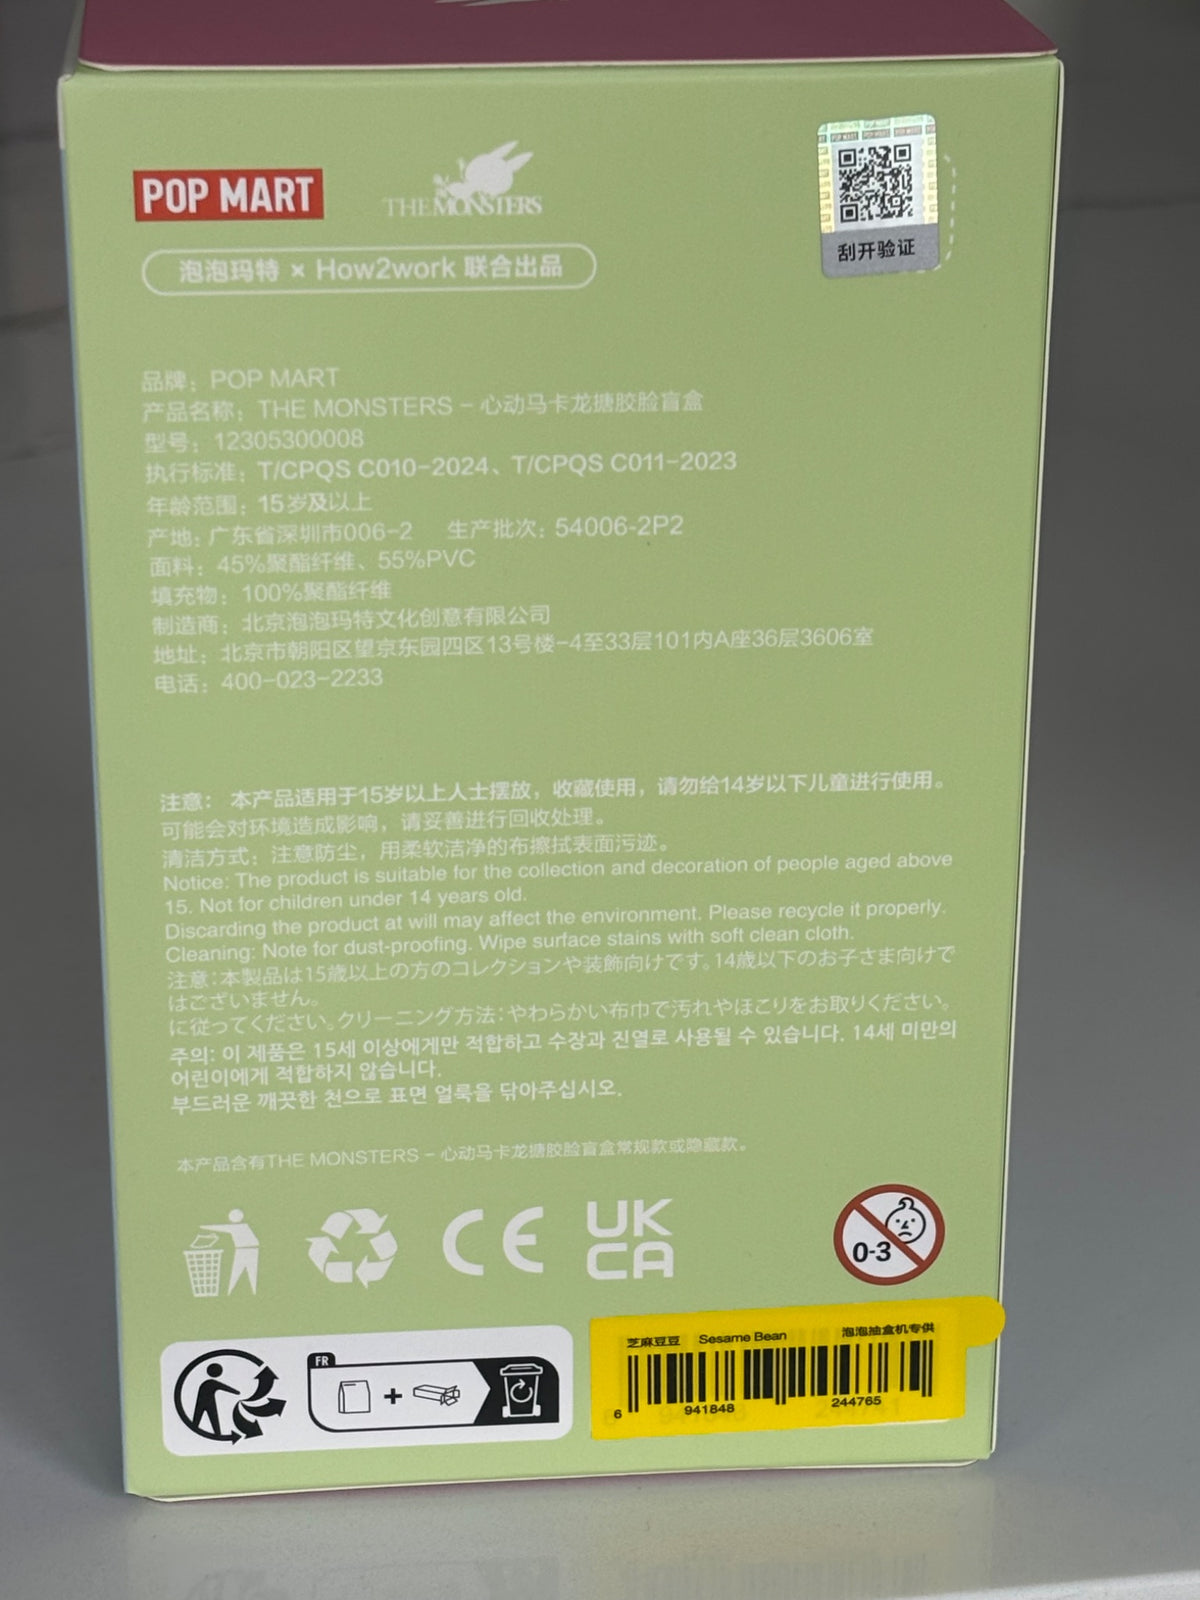 POP MART
THE MONSTERS
刮开验证
泡泡玛特 × How2work 联合出品
品牌：POP MART
产品名称：THE MONSTERS - 心动马卡龙搪胶脸盲盒
型号：12305300008
执行标准：T/CPQS C010-2024、T/CPQS C011-2023
年龄范围：15岁及以上
产地：广东省深圳市006-2 生产批次：54006-2P2
面料：45%聚酯纤维、55%PVC
填充物：100%聚酯纤维
制造商：北京泡泡玛特文化创意有限公司
地址：北京市朝阳区望京东园四区13号楼-4至33层101内A座36层3606室
电话：400-023-2233
注意： 本产品适用于15岁以上人士摆放，收藏使用，请勿给14岁以下儿童进行使用。
可能会对环境造成影响，请妥善进行回收处理。
清洁方式：注意防尘，用柔软洁净的布擦拭表面污迹。
Notice: The product is suitable for the collection and decoration of people aged above
15. Not for children under 14 years old.
Discarding the product at will may affect the environment. Please recycle it properly.
Cleaning: Note for dust-proofing. Wipe surface stains with soft clean cloth.
注意：本製品は15歳以上の方のコレクションや装飾向けです。14歳以下のお子さま向けで
はございません。
に従ってください。クリーニング方法：やわらかい布巾で汚れやほこりをお取りください。
주의: 이 제품은 15세 이상에게만 적합하고 수장과 진열로 사용될 수 있습니다. 14세 미만의
어린이에게 적합하지 않습니다.
부드러운 깨끗한 천으로 표면 얼룩을 닦아주십시오.
本产品含有THE MONSTERS - 心动马卡龙搪胶脸盲盒常规款或隐藏款。
CE
UK
CA
0-3
FR
芝麻豆豆 Sesame Bean 泡泡抽盒机专供
6 941848 244765